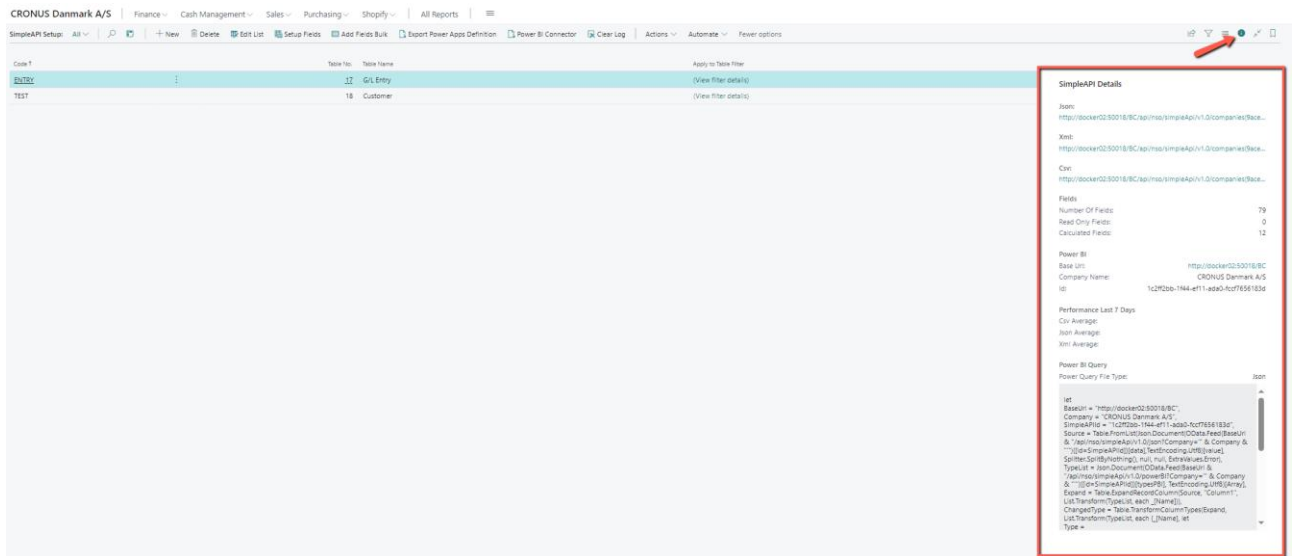 CRONUS Danmark A/S Finance Cash Management Sales Purchasing Shopify All Reports
SimpleAPI Setup: All + New Delete Edit List Setup Fields Add Fields Bulk Export Power Apps Definition Power BI Connector Clear Log Actions Automate Fewer options
Code ↑ Table No. Table Name Apply to Table Filter
ENTRY 17 G/L Entry (View filter details)
TEST 18 Customer (View filter details)
SimpleAPI Details
Json:
http://docker02:50018/BC/api/nso/simpleApi/v1.0/companies(9ace...
Xml:
http://docker02:50018/BC/api/nso/simpleApi/v1.0/companies(9ace...
Csv:
http://docker02:50018/BC/api/nso/simpleApi/v1.0/companies(9ace...
Fields
Number Of Fields: 79
Read Only Fields: 0
Calculated Fields: 12
Power BI
Base Url: http://docker02:50018/BC
Company Name: CRONUS Danmark A/S
Id: 1c2ff2bb-1f44-ef11-ada0-fccf7656183d
Performance Last 7 Days
Csv Average:
Json Average:
Xml Average:
Power BI Query
Power Query File Type: Json
let
BaseUrl = "http://docker02:50018/BC",
Company = "CRONUS Danmark A/S",
SimpleAPIId = "1c2ff2bb-1f44-ef11-ada0-fccf7656183d",
Source = Table.FromList(Json.Document(OData.Feed(BaseUrl
& "/api/nso/simpleApi/v1.0/json?Company='" & Company &
"'"){[id=SimpleAPIId]}[data],TextEncoding.Utf8)[value],
Splitter.SplitByNothing(), null, null, ExtraValues.Error),
TypeList = Json.Document(OData.Feed(BaseUrl &
"/api/nso/simpleApi/v1.0/powerBI?Company='" & Company
& "'"){[id=SimpleAPIId]}[typesPBI], TextEncoding.Utf8)[Array],
Expand = Table.ExpandRecordColumn(Source, "Column1",
List.Transform(TypeList, each _[Name])),
ChangedType = Table.TransformColumnTypes(Expand,
List.Transform(TypeList, each {_[Name], let
Type =